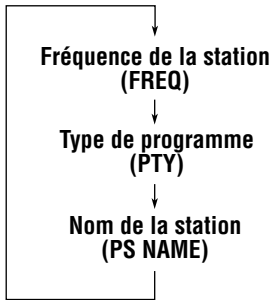 Fréquence de la station
(FREQ)
Type de programme
(PTY)
Nom de la station
(PS NAME)